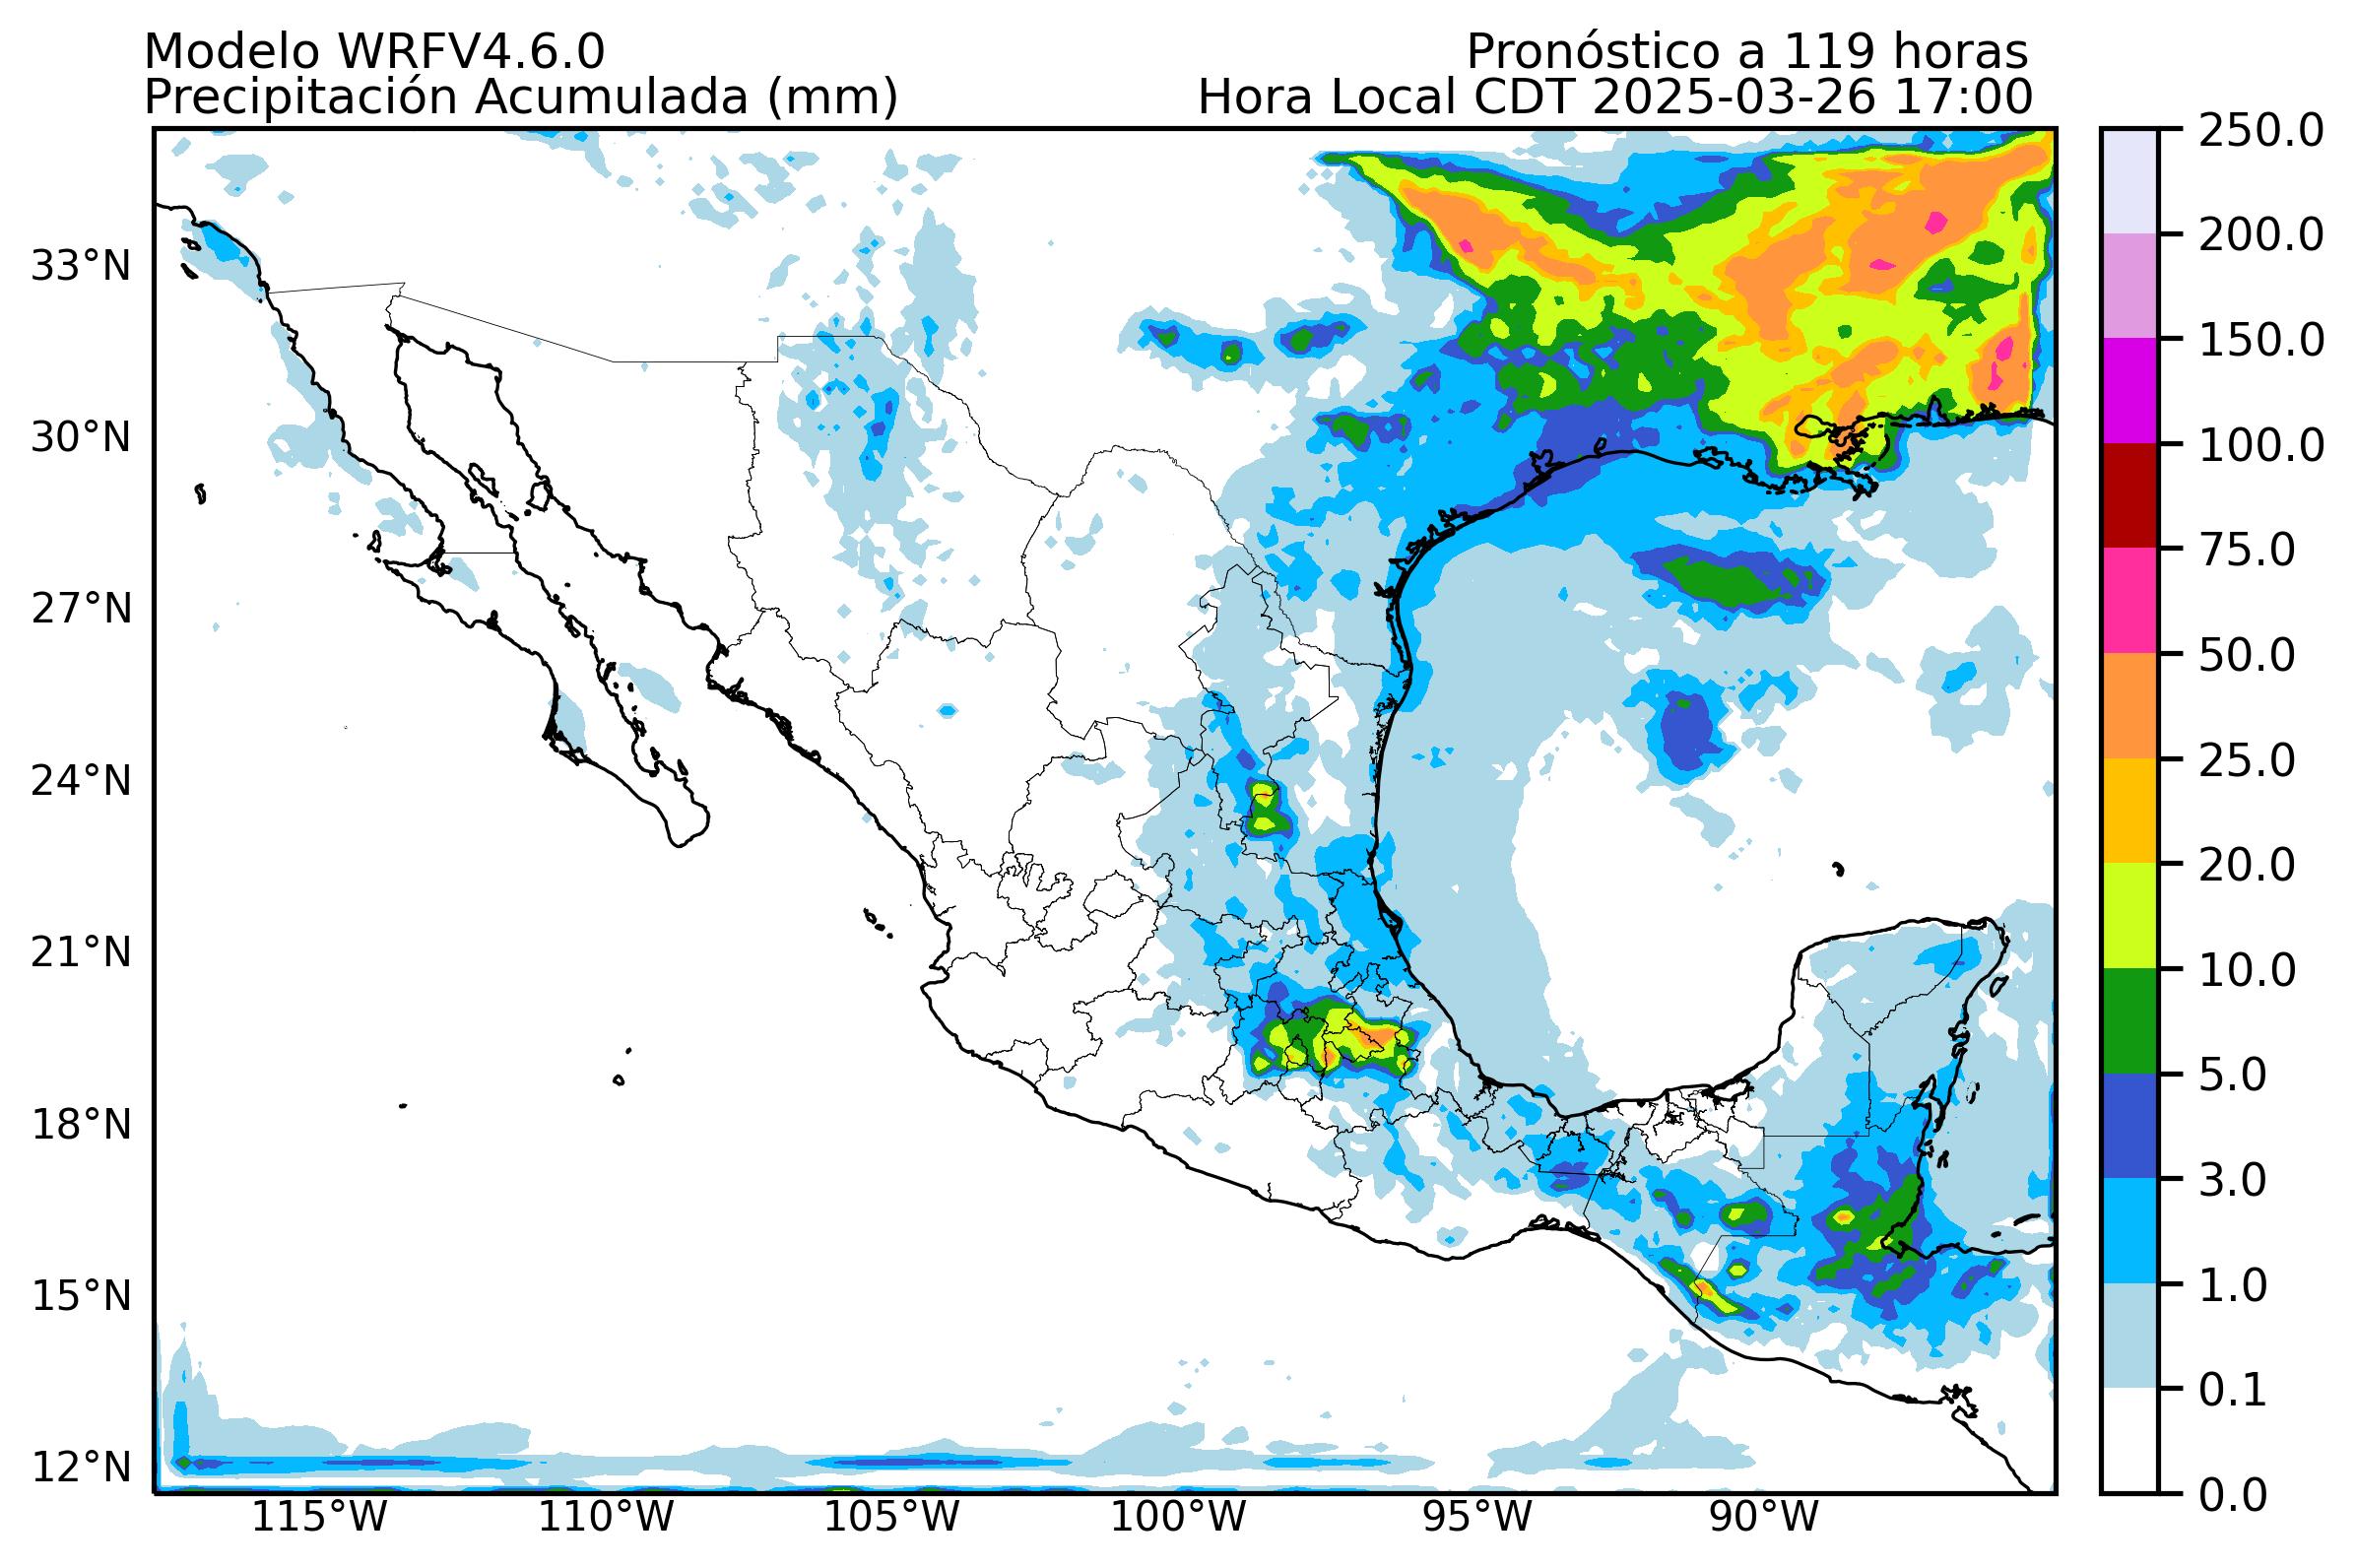 Modelo WRFV4.6.0
Pronóstico a 119 horas
Precipitación Acumulada (mm)
Hora Local CDT 2025-03-26 17:00
33°N
30°N
27°N
24°N
21°N
18°N
15°N
12°N
115°W
110°W
105°W
100°W
95°W
90°W
250.0
200.0
150.0
100.0
75.0
50.0
25.0
20.0
10.0
5.0
3.0
1.0
0.1
0.0